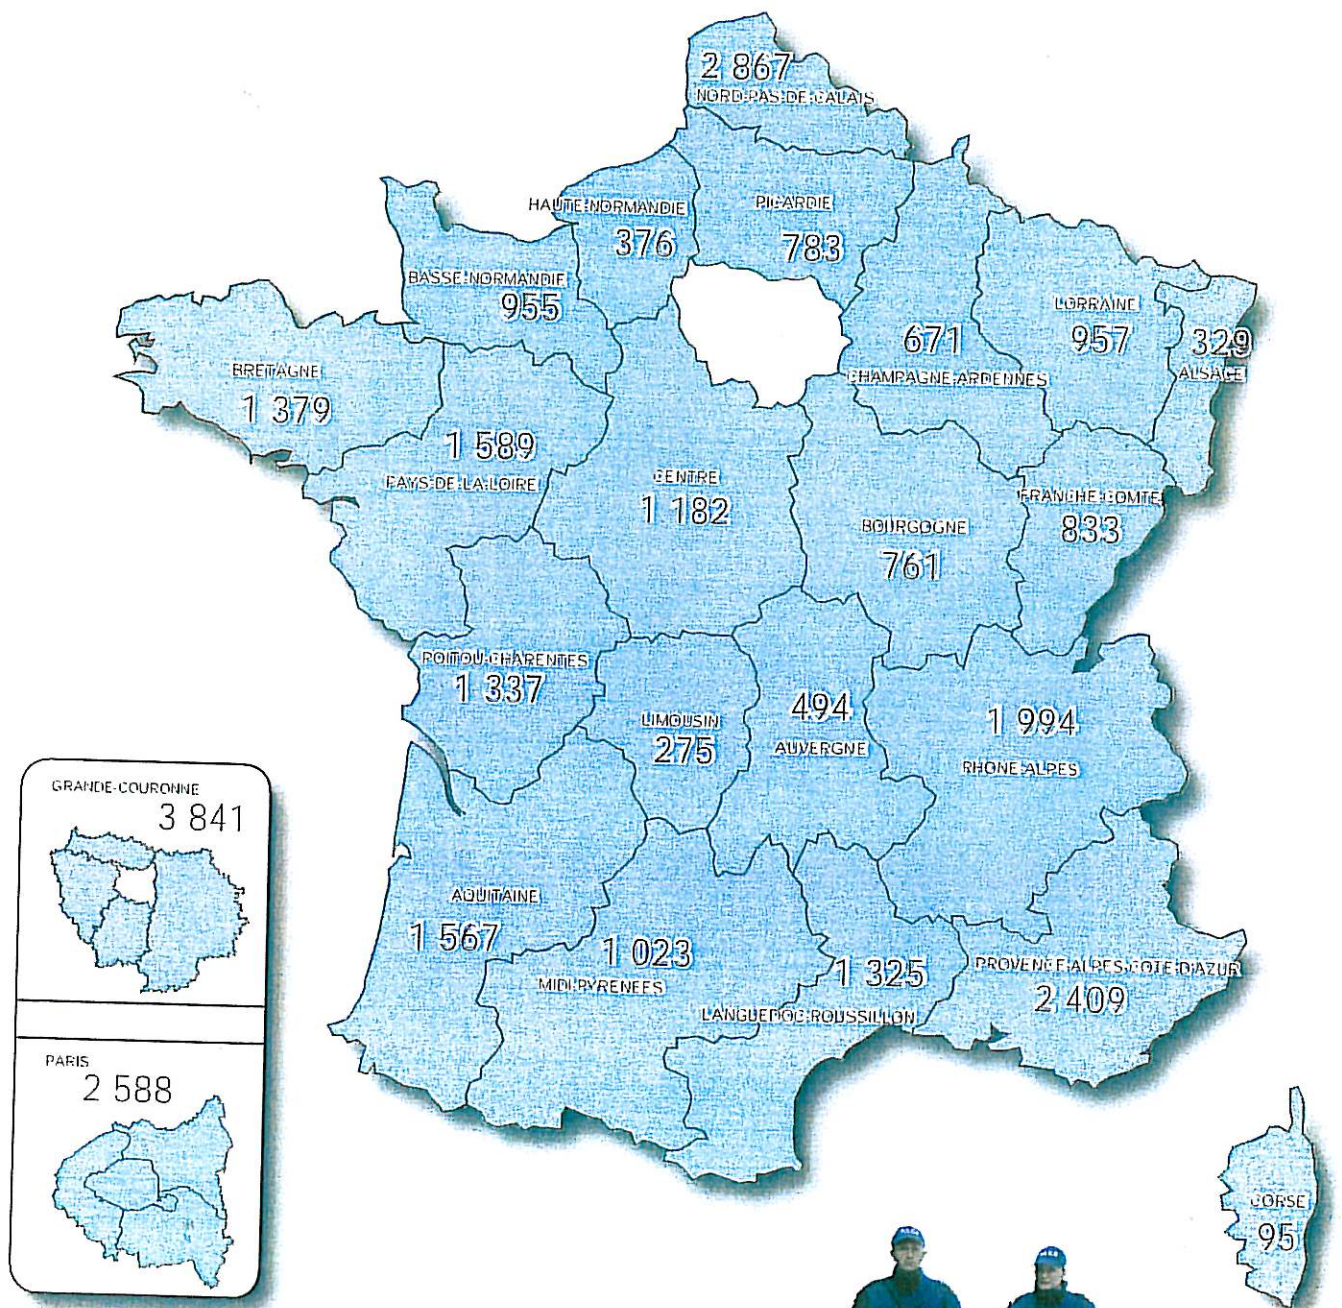 2 867
NORD-PAS-DE-CALAIS
HAUTE-NORMANDIE
376
PICARDIE
783
BASSE-NORMANDIE
955
LORRAINE
957
671
CHAMPAGNE-ARDENNES
329
ALSACE
BRETAGNE
1 379
1 589
PAYS-DE-LA-LOIRE
CENTRE
1 182
FRANCHE-COMTE
833
BOURGOGNE
761
POITOU-CHARENTES
1 337
LIMOUSIN
275
494
AUVERGNE
1 994
RHONE-ALPES
GRANDE-COURONNE
3 841
AQUITAINE
1 567
1 023
MIDI-PYRENEES
1 325
LANGUEDOC-ROUSSILLON
PROVENCE-ALPES-COTE-D'AZUR
2 409
PARIS
2 588
CORSE
95